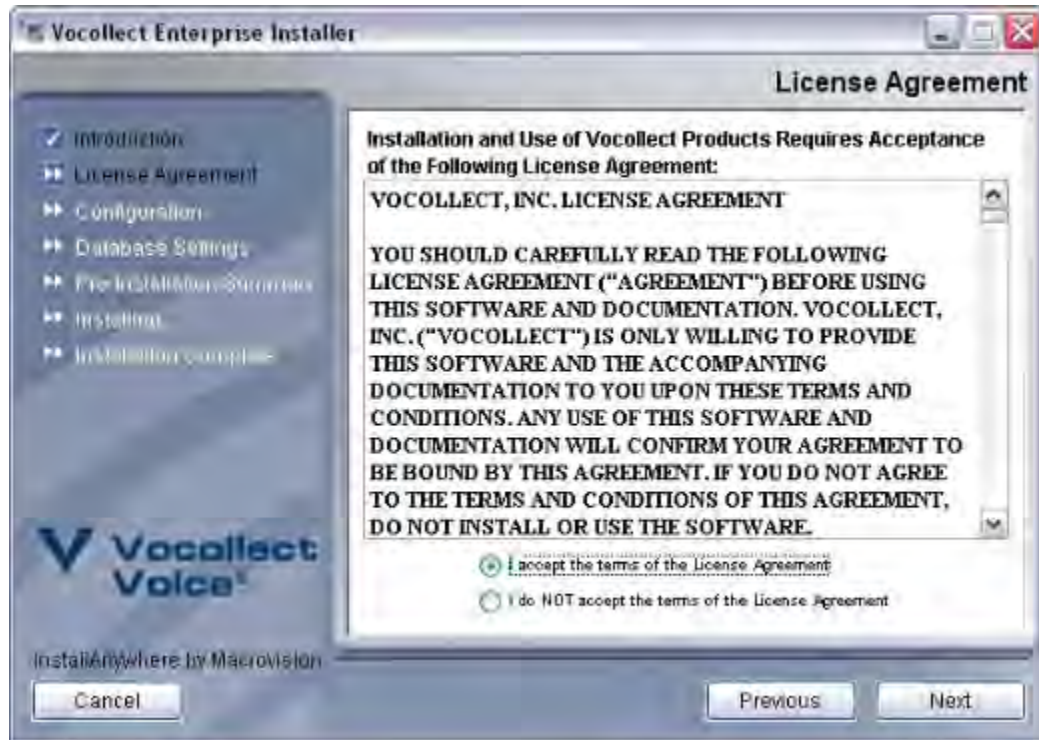 Vocollect Enterprise Installer
License Agreement
Introduction
License Agreement
Configuration
Database Settings
Pre-Installation Summary
Installing...
Installation Complete
Installation and Use of Vocollect Products Requires Acceptance
of the Following License Agreement:
VOCOLLECT, INC. LICENSE AGREEMENT
YOU SHOULD CAREFULLY READ THE FOLLOWING
LICENSE AGREEMENT ("AGREEMENT") BEFORE USING
THIS SOFTWARE AND DOCUMENTATION. VOCOLLECT,
INC. ("VOCOLLECT") IS ONLY WILLING TO PROVIDE
THIS SOFTWARE AND THE ACCOMPANYING
DOCUMENTATION TO YOU UPON THESE TERMS AND
CONDITIONS. ANY USE OF THIS SOFTWARE AND
DOCUMENTATION WILL CONFIRM YOUR AGREEMENT TO
BE BOUND BY THIS AGREEMENT. IF YOU DO NOT AGREE
TO THE TERMS AND CONDITIONS OF THIS AGREEMENT,
DO NOT INSTALL OR USE THE SOFTWARE.
I accept the terms of the License Agreement
I do NOT accept the terms of the License Agreement
Vocollect
Voice®
InstallAnywhere by Macrovision
Cancel
Previous
Next